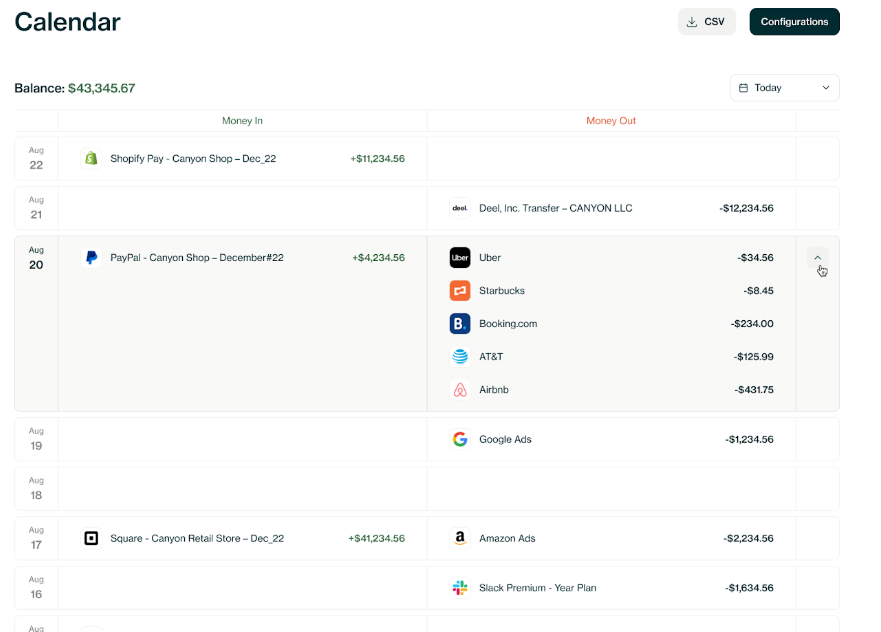 Calendar
CSV
Configurations
Balance: $43,345.67
Today
Money In
Money Out
Aug
22
Shopify Pay - Canyon Shop – Dec_22
+$11,234.56
Aug
21
deel.
Deel, Inc. Transfer – CANYON LLC
-$12,234.56
Aug
20
PayPal - Canyon Shop – December#22
+$4,234.56
Uber
Uber
-$34.56
Starbucks
-$8.45
B.
Booking.com
-$234.00
AT&T
-$125.99
Airbnb
-$431.75
Aug
19
G
Google Ads
-$1,234.56
Aug
18
Aug
17
Square - Canyon Retail Store – Dec_22
+$41,234.56
a
Amazon Ads
-$2,234.56
Aug
16
Slack Premium - Year Plan
-$1,634.56
Aug